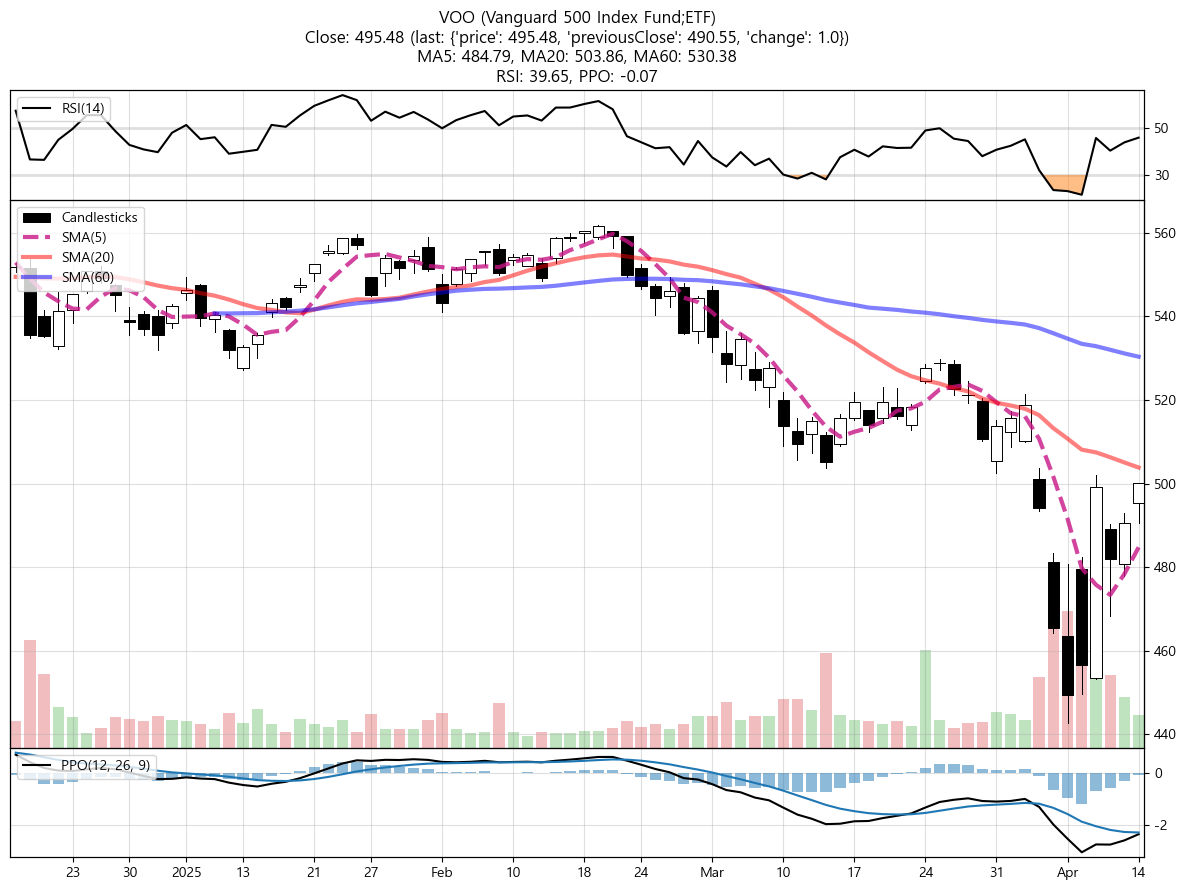 VOO (Vanguard 500 Index Fund;ETF)
Close: 495.48 (last: {'price': 495.48, 'previousClose': 490.55, 'change': 1.0})
MA5: 484.79, MA20: 503.86, MA60: 530.38
RSI: 39.65, PPO: -0.07
RSI(14)
50
30
Candlesticks
SMA(5)
SMA(20)
SMA(60)
560
540
520
500
480
460
440
PPO(12, 26, 9)
0
-2
23 30 2025 13 21 27 Feb 10 18 24 Mar 10 17 24 31 Apr 14